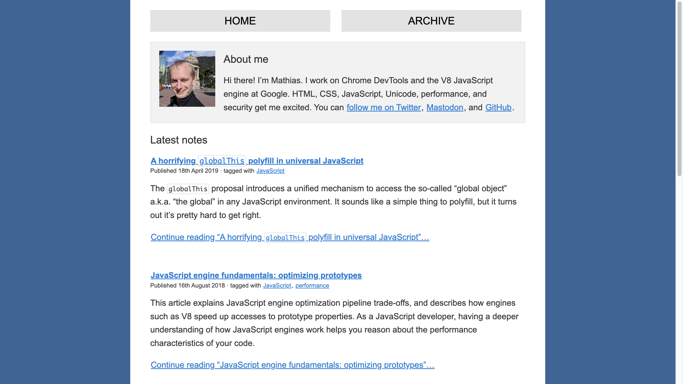 HOME
ARCHIVE
About me
Hi there! I’m Mathias. I work on Chrome DevTools and the V8 JavaScript
engine at Google. HTML, CSS, JavaScript, Unicode, performance, and
security get me excited. You can follow me on Twitter, Mastodon, and GitHub.
Latest notes
A horrifying globalThis polyfill in universal JavaScript
Published 18th April 2019 · tagged with JavaScript
The globalThis proposal introduces a unified mechanism to access the so-called “global object”
a.k.a. “the global” in any JavaScript environment. It sounds like a simple thing to polyfill, but it turns
out it’s pretty hard to get right.
Continue reading “A horrifying globalThis polyfill in universal JavaScript”…
JavaScript engine fundamentals: optimizing prototypes
Published 16th August 2018 · tagged with JavaScript, performance
This article explains JavaScript engine optimization pipeline trade-offs, and describes how engines
such as V8 speed up accesses to prototype properties. As a JavaScript developer, having a deeper
understanding of how JavaScript engines work helps you reason about the performance
characteristics of your code.
Continue reading “JavaScript engine fundamentals: optimizing prototypes”…